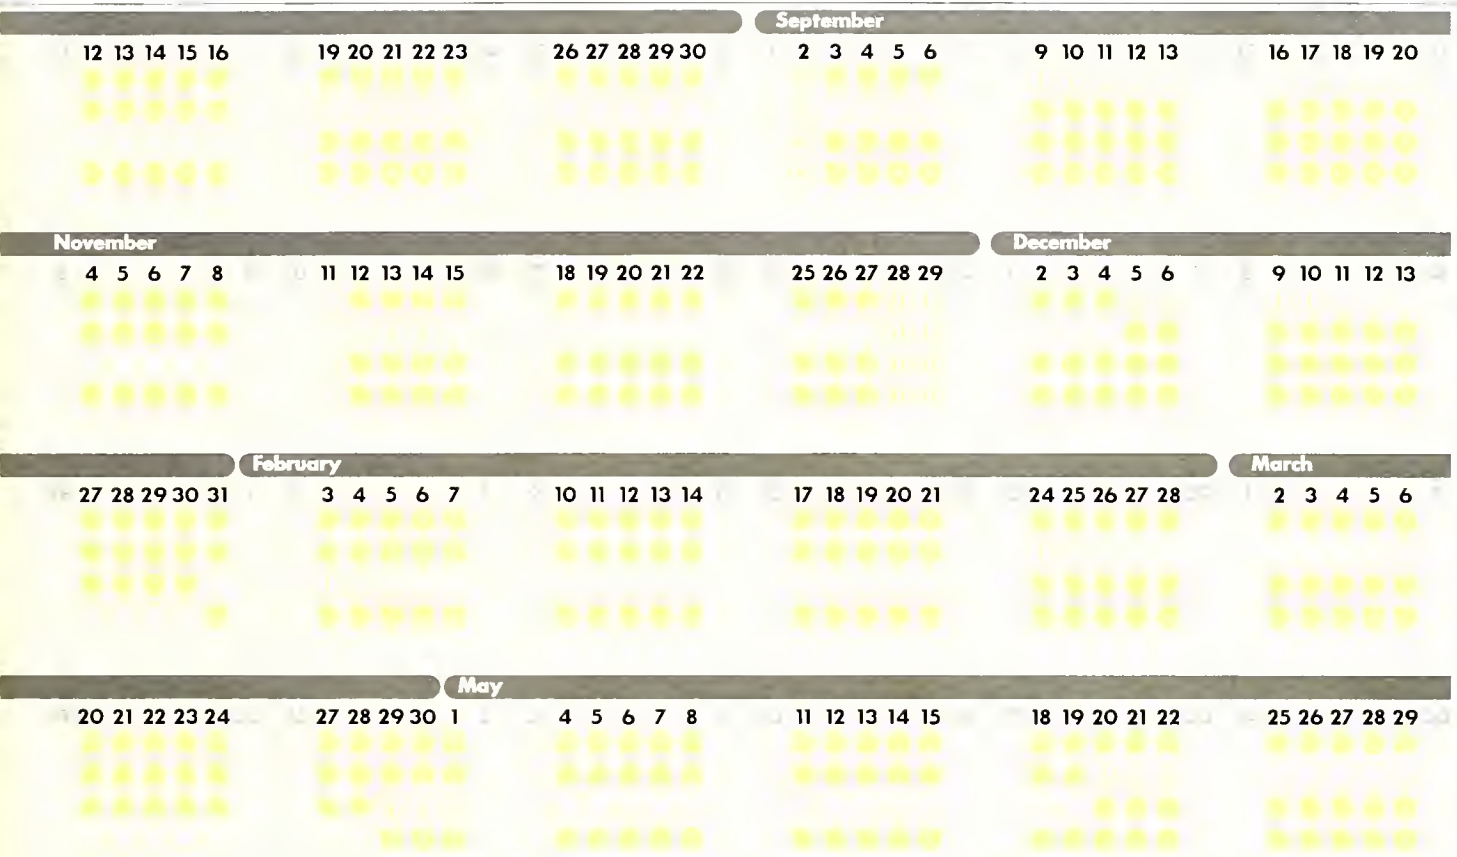 September
12 13 14 15 16 19 20 21 22 23 26 27 28 29 30 2 3 4 5 6 9 10 11 12 13 16 17 18 19 20
November December
4 5 6 7 8 11 12 13 14 15 18 19 20 21 22 25 26 27 28 29 2 3 4 5 6 9 10 11 12 13
February March
27 28 29 30 31 3 4 5 6 7 10 11 12 13 14 17 18 19 20 21 24 25 26 27 28 2 3 4 5 6
May
20 21 22 23 24 27 28 29 30 1 4 5 6 7 8 11 12 13 14 15 18 19 20 21 22 25 26 27 28 29